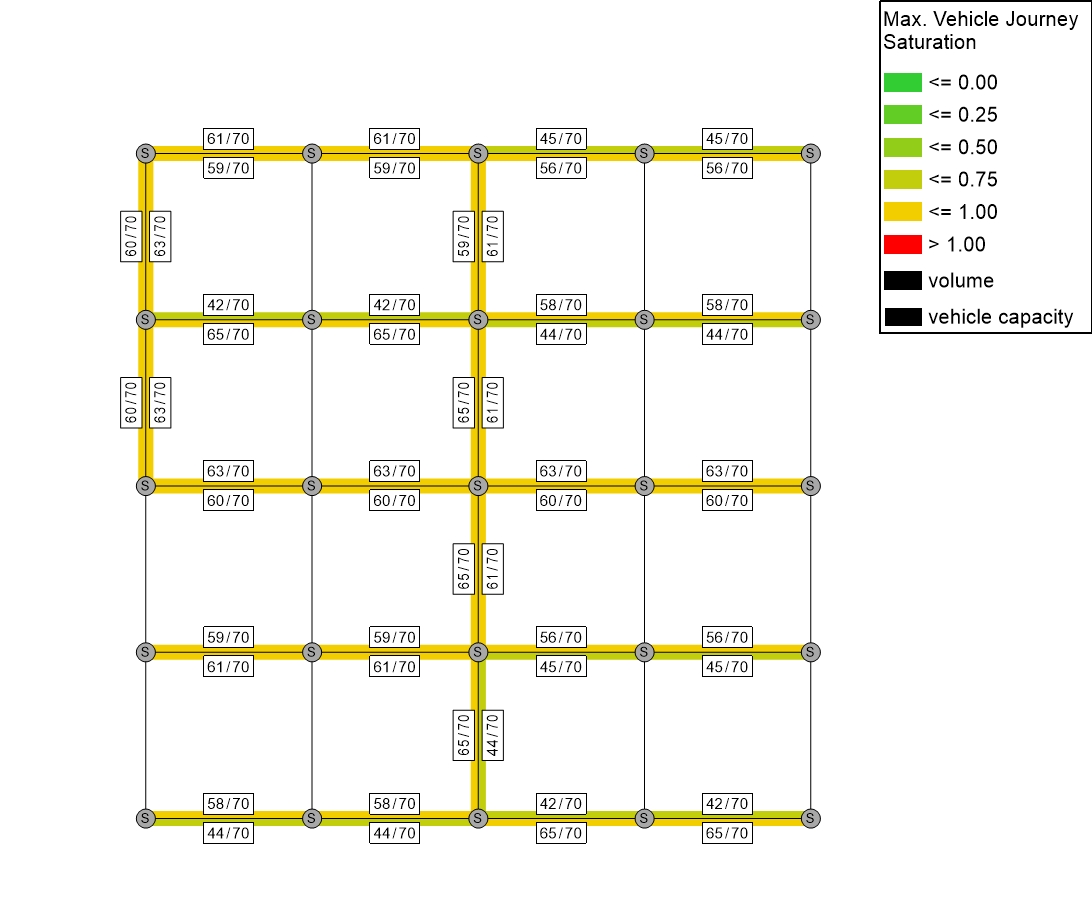 Max. Vehicle Journey
Saturation
<= 0.00
<= 0.25
<= 0.50
<= 0.75
<= 1.00
> 1.00
volume
vehicle capacity
61/70 61/70 45/70 45/70
S S S S S
59/70 59/70 56/70 56/70
60/70 63/70 59/70 61/70
42/70 42/70 58/70 58/70
S S S S S
65/70 65/70 44/70 44/70
60/70 63/70 65/70 61/70
63/70 63/70 63/70 63/70
S S S S S
60/70 60/70 60/70 60/70
65/70 61/70
59/70 59/70 56/70 56/70
S S S S S
61/70 61/70 45/70 45/70
65/70 44/70
58/70 58/70 42/70 42/70
S S S S S
44/70 44/70 65/70 65/70